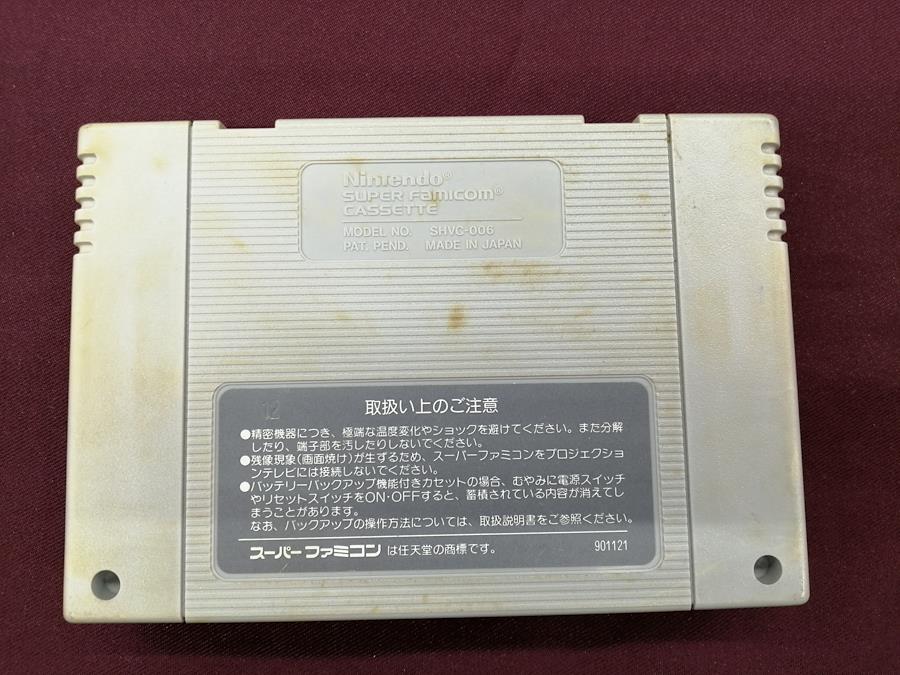 Nintendo®
SUPER FAMICOM®
CASSETTE
MODEL NO. SHVC-006
PAT. PEND. MADE IN JAPAN
12
取扱い上のご注意
●精密機器につき、極端な温度変化やショックを避けてください。また分解
したり、端子部を汚したりしないでください。
●残像現象(画面焼け)が生ずるため、スーパーファミコンをプロジェクショ
ンテレビには接続しないでください。
●バッテリーバックアップ機能付きカセットの場合、むやみに電源スイッチ
やリセットスイッチをON・OFFすると、蓄積されている内容が消えてし
まうことがあります。
なお、バックアップの操作方法については、取扱説明書をご参照ください。
スーパーファミコン は任天堂の商標です。 901121